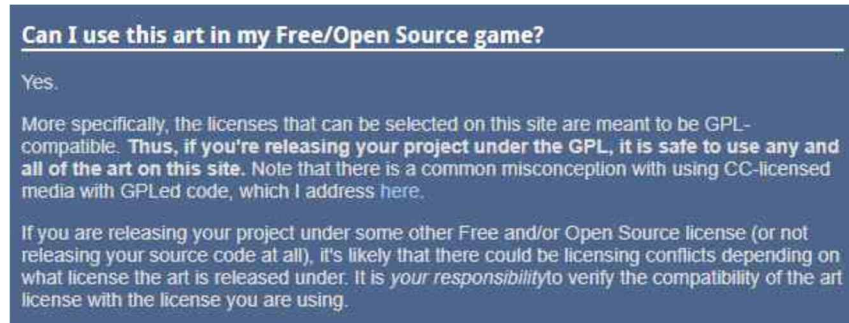 Can I use this art in my Free/Open Source game?
Yes.
More specifically, the licenses that can be selected on this site are meant to be GPL-
compatible. Thus, if you're releasing your project under the GPL, it is safe to use any and
all of the art on this site. Note that there is a common misconception with using CC-licensed
media with GPLed code, which I address here.
If you are releasing your project under some other Free and/or Open Source license (or not
releasing your source code at all), it's likely that there could be licensing conflicts depending on
what license the art is released under. It is your responsibilityto verify the compatibility of the art
license with the license you are using.